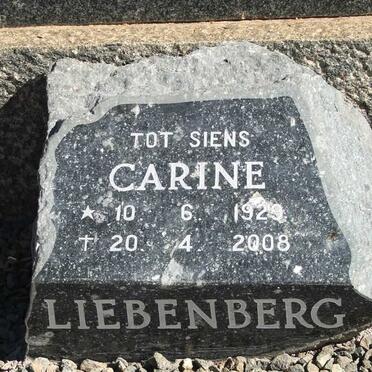 TOT SIENS
CARINE
* 10 6. 1929
† 20. 4. 2008
LIEBENBERG